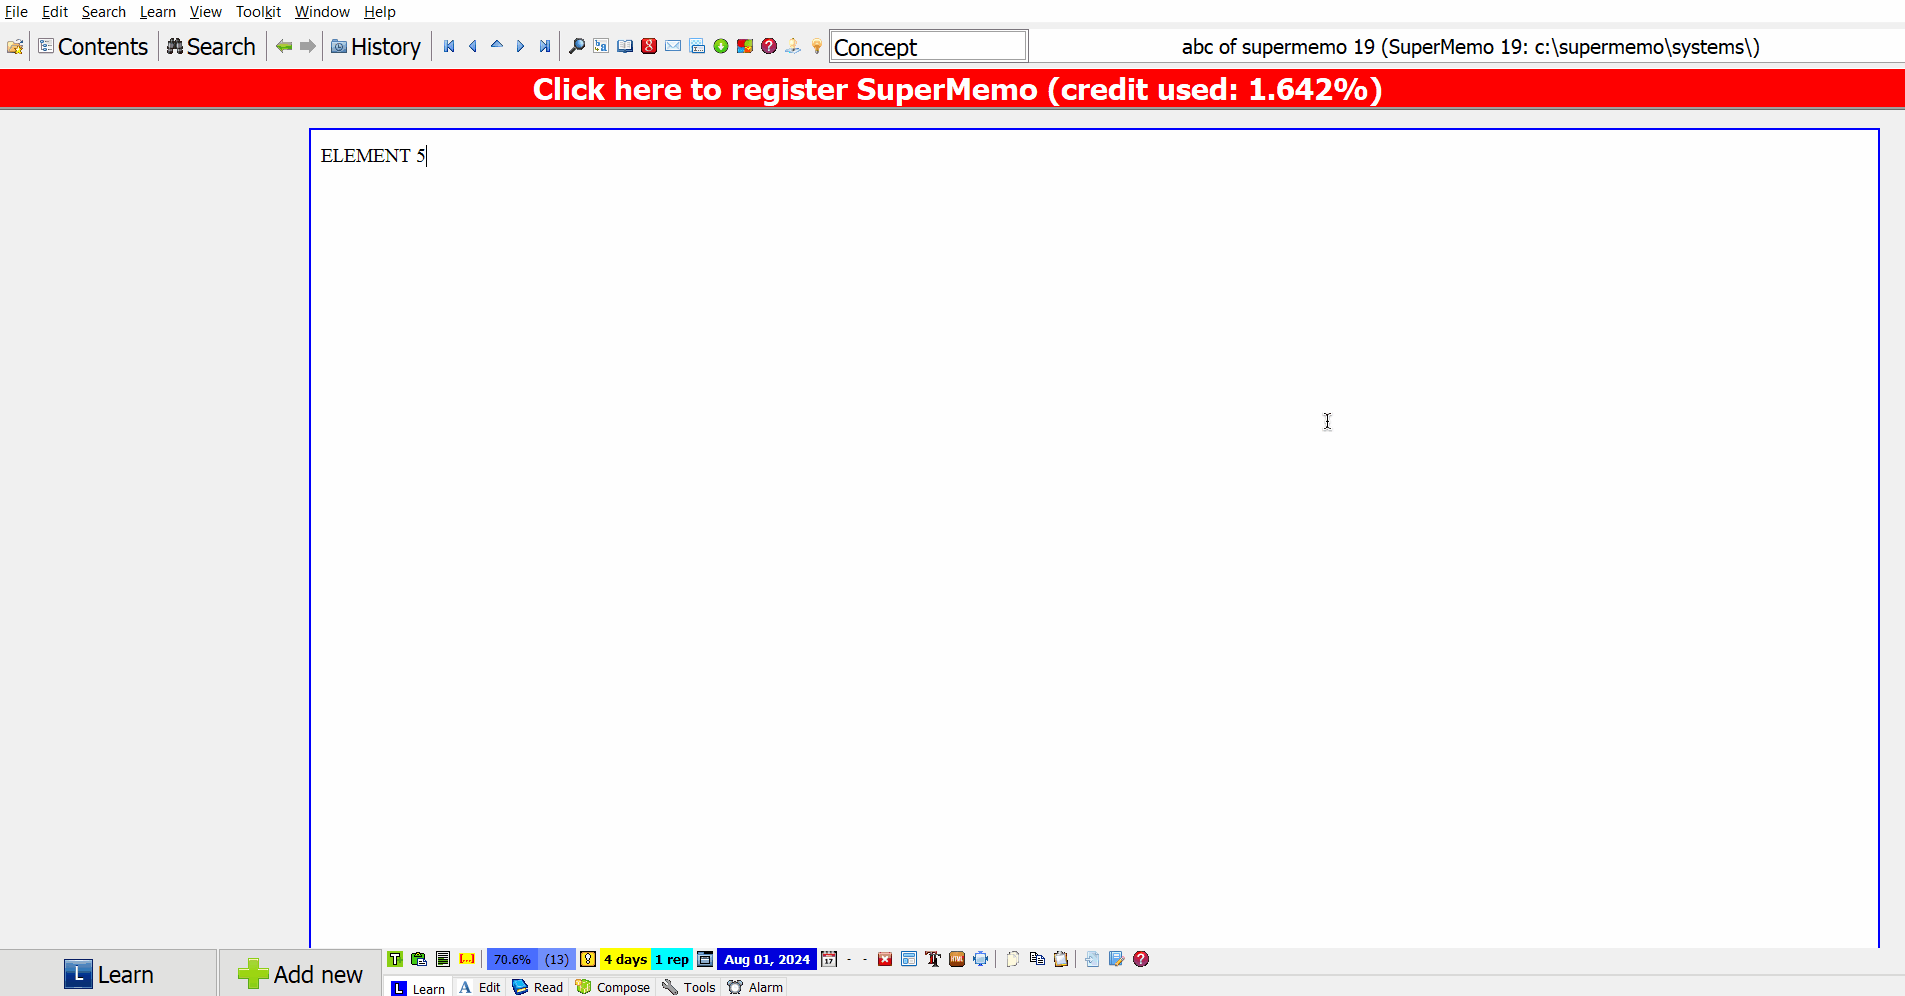 File Edit Search Learn View Toolkit Window Help
Contents Search History Concept abc of supermemo 19 (SuperMemo 19: c:\supermemo\systems\)
Click here to register SuperMemo (credit used: 1.642%)
ELEMENT 5
70.6% (13) 4 days 1 rep Aug 01, 2024 - -
L Learn Add new
L Learn A Edit Read Compose Tools Alarm